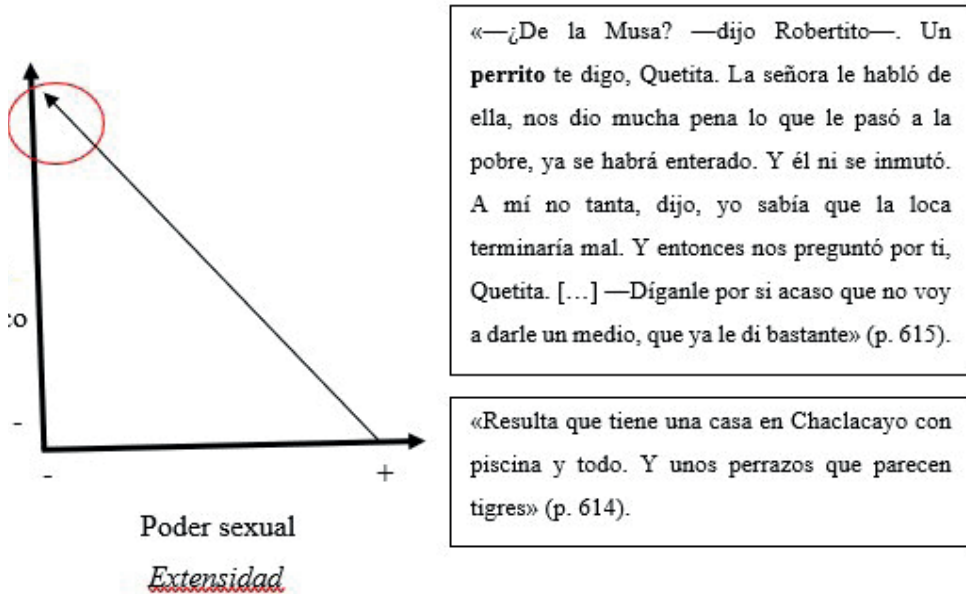 :o
-
-
+
Poder sexual
Extensidad
«—¿De la Musa? —dijo Robertito—. Un
perrito te digo, Quetita. La señora le habló de
ella, nos dio mucha pena lo que le pasó a la
pobre, ya se habrá enterado. Y él ni se inmutó.
A mí no tanta, dijo, yo sabía que la loca
terminaría mal. Y entonces nos preguntó por ti,
Quetita. […] —Díganle por si acaso que no voy
a darle un medio, que ya le di bastante» (p. 615).
«Resulta que tiene una casa en Chaclacayo con
piscina y todo. Y unos perrazos que parecen
tigres» (p. 614).